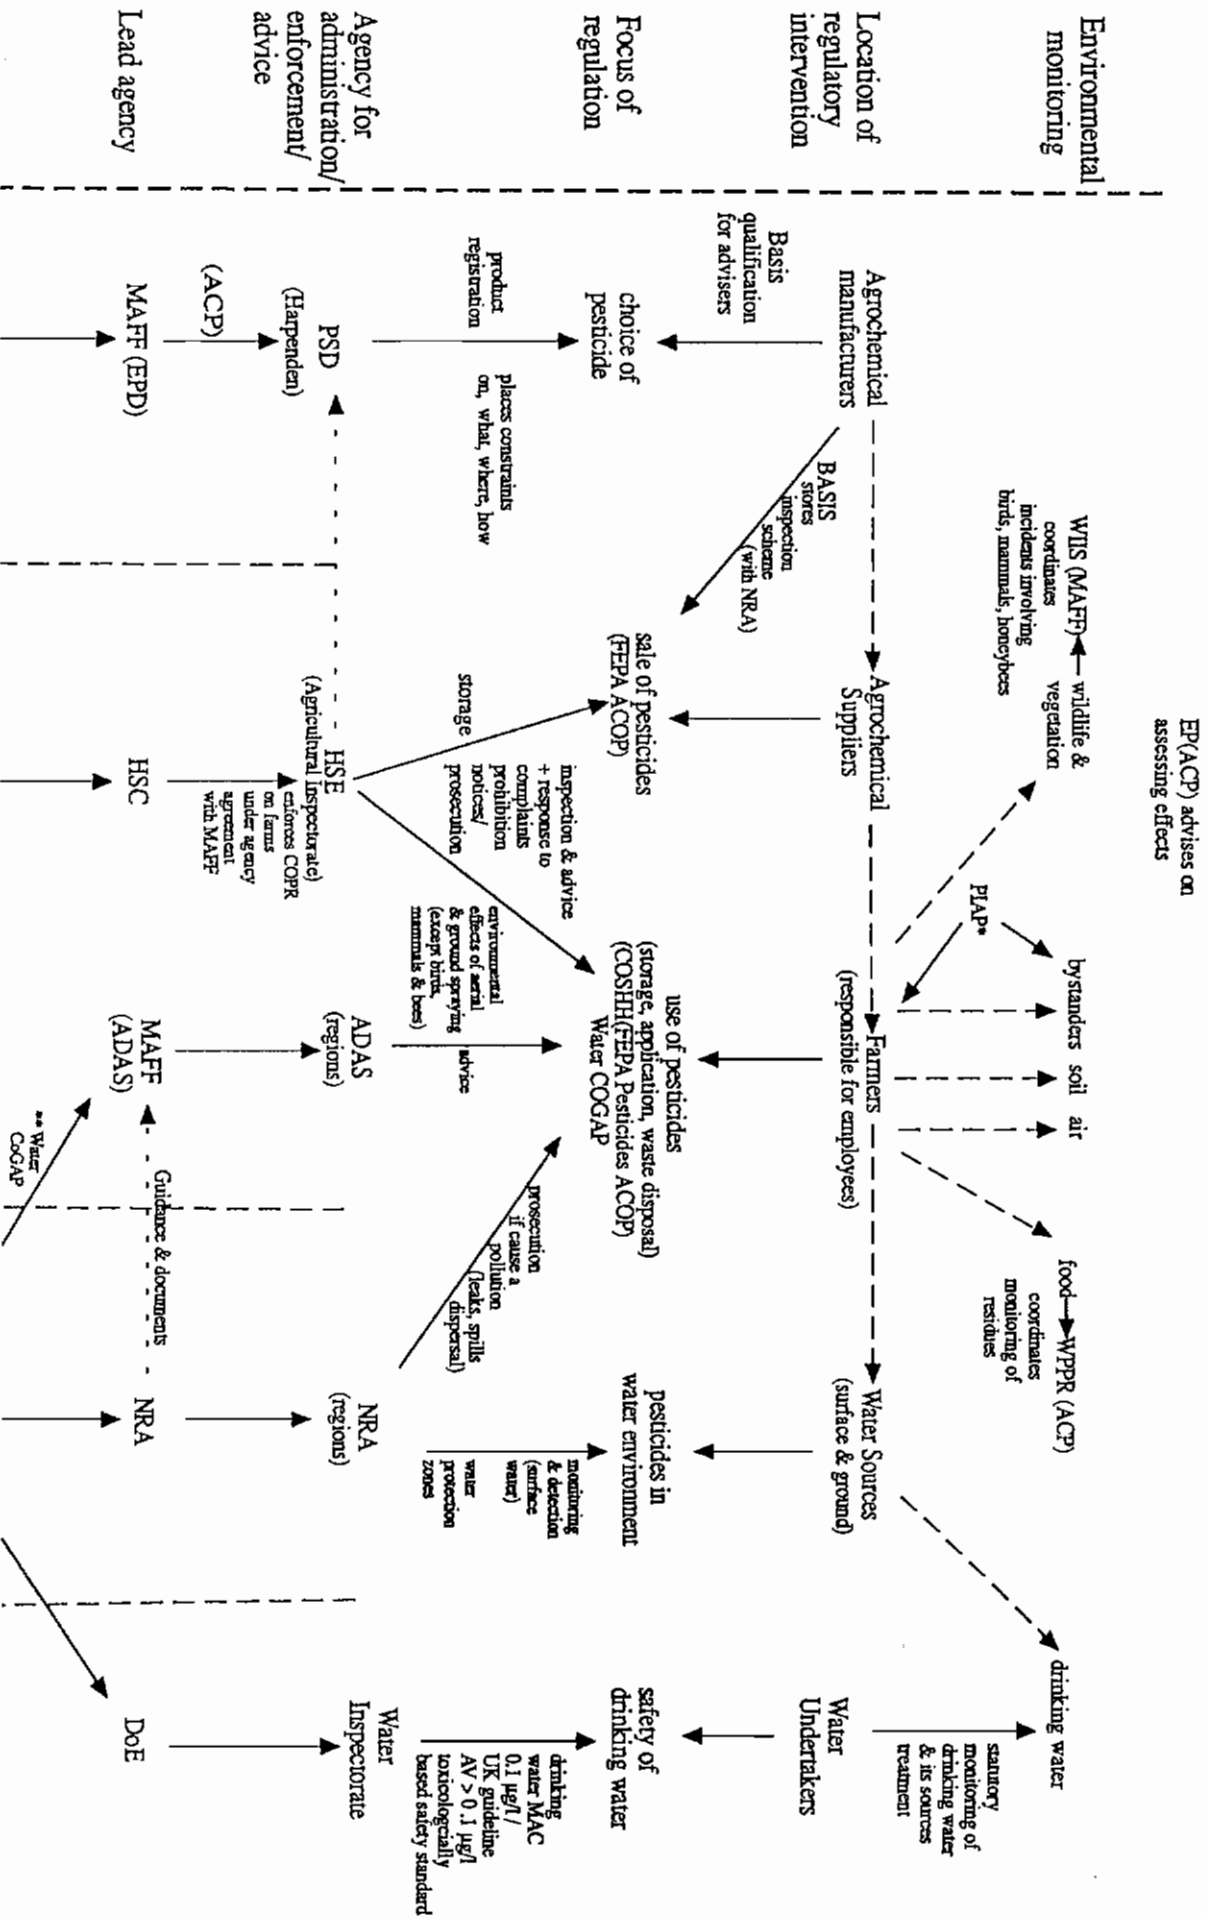 EP(ACP) advises on
assessing effects
Environmental
monitoring
WIIS (MAFF)
coordinates
incidents involving
birds, mammals, honeybees
wildlife &
vegetation
PIAP*
bystanders
soil
air
food
WPPR (ACP)
coordinates
monitoring of
residues
drinking water
statutory
monitoring of
drinking water
& its sources
treatment
Location of
regulatory
intervention
Agrochemical
manufacturers
Agrochemical
Suppliers
Farmers
(responsible for employees)
Water Sources
(surface & ground)
Water
Undertakers
Basis
qualification
for advisers
BASIS
stores
inspection
scheme
(with NRA)
Focus of
regulation
choice of
pesticide
sale of pesticides
(FEPA ACOP)
use of pesticides
(storage, application, waste disposal)
(COSHH(FEPA Pesticides ACOP)
Water COGAP
pesticides in
water environment
safety of
drinking water
product
registration
places constraints
on, what, where, how
storage
inspection & advice
+ response to
complaints
prohibition
notices/
prosecution
environmental
effects of aerial
& ground spraying
(except birds,
mammals & bees)
advice
prosecution
if cause a
pollution
(leaks, spills
dispersal)
monitoring
& detection
(surface
water)
water
protection
zones
drinking
water MAC
0.1 µg/l /
UK guideline
AV > 0.1 µg/l
toxicologcially
based safety standard
Agency for
administration/
enforcement/
advice
PSD
(Harpenden)
HSE
(Agricultural inspectorate)
enforces COPR
on farms
under agency
agreement
with MAFF
ADAS
(regions)
NRA
(regions)
Water
Inspectorate
(ACP)
Guidance & documents
Lead agency
MAFF (EPD)
HSC
MAFF
(ADAS)
NRA
DoE
** Water
CoGAP